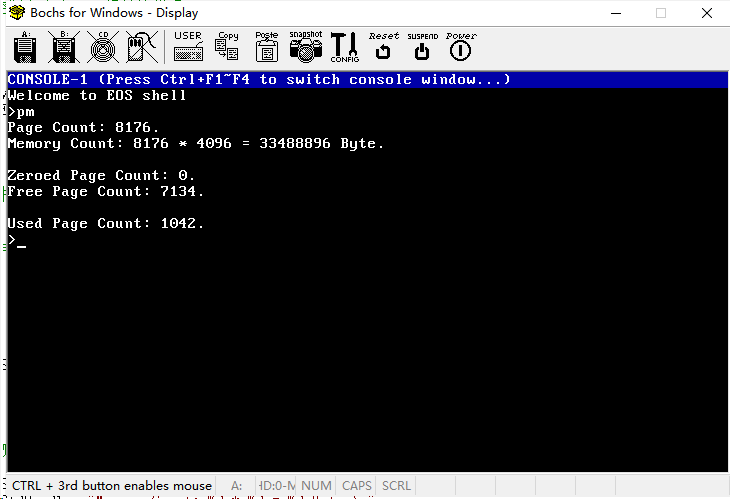 Bochs for Windows - Display
A: B: CD USER Copy Paste snapshot CONFIG Reset SUSPEND Power
CONSOLE-1 (Press Ctrl+F1~F4 to switch console window...)
Welcome to EOS shell
>pm
Page Count: 8176.
Memory Count: 8176 * 4096 = 33488896 Byte.
Zeroed Page Count: 0.
Free Page Count: 7134.
Used Page Count: 1042.
>_
CTRL + 3rd button enables mouse A: HD:0-M NUM CAPS SCRL